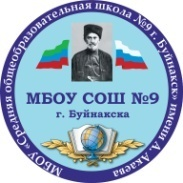 МБОУ «Средняя общеобразовательная школа №9 г. Буйнакск» имени А. Акаева
МБОУ СОШ №9
г. Буйнакска